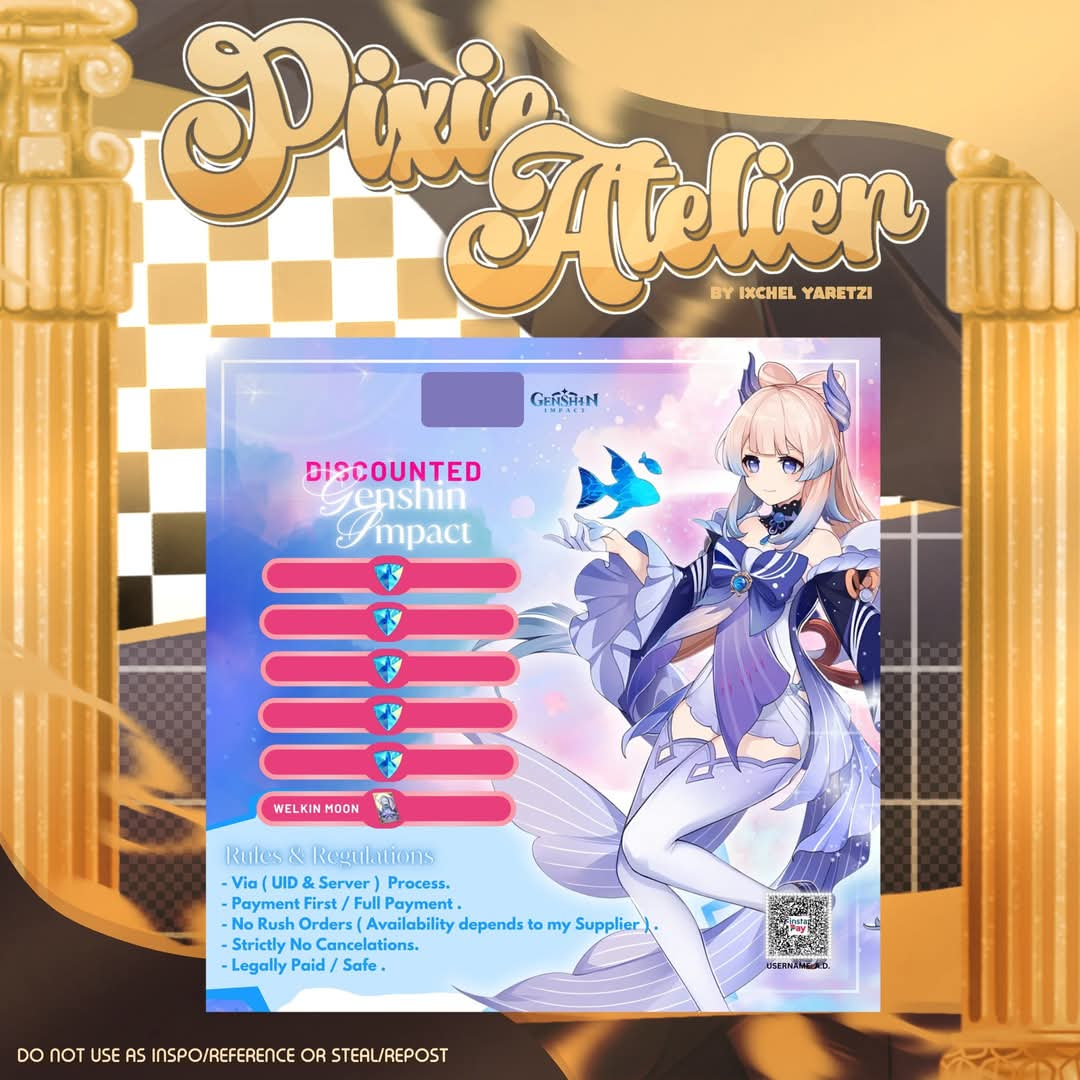 Pixie
Atelier
BY IXCHEL YARETZI
GENSHIN
IMPACT
DISCOUNTED
Genshin
Impact
WELKIN MOON
Rules & Regulations
- Via ( UID & Server ) Process.
- Payment First / Full Payment .
- No Rush Orders ( Availability depends to my Supplier ) .
- Strictly No Cancelations.
- Legally Paid / Safe .
insta
Pay
USERNAME A.D.
DO NOT USE AS INSPO/REFERENCE OR STEAL/REPOST